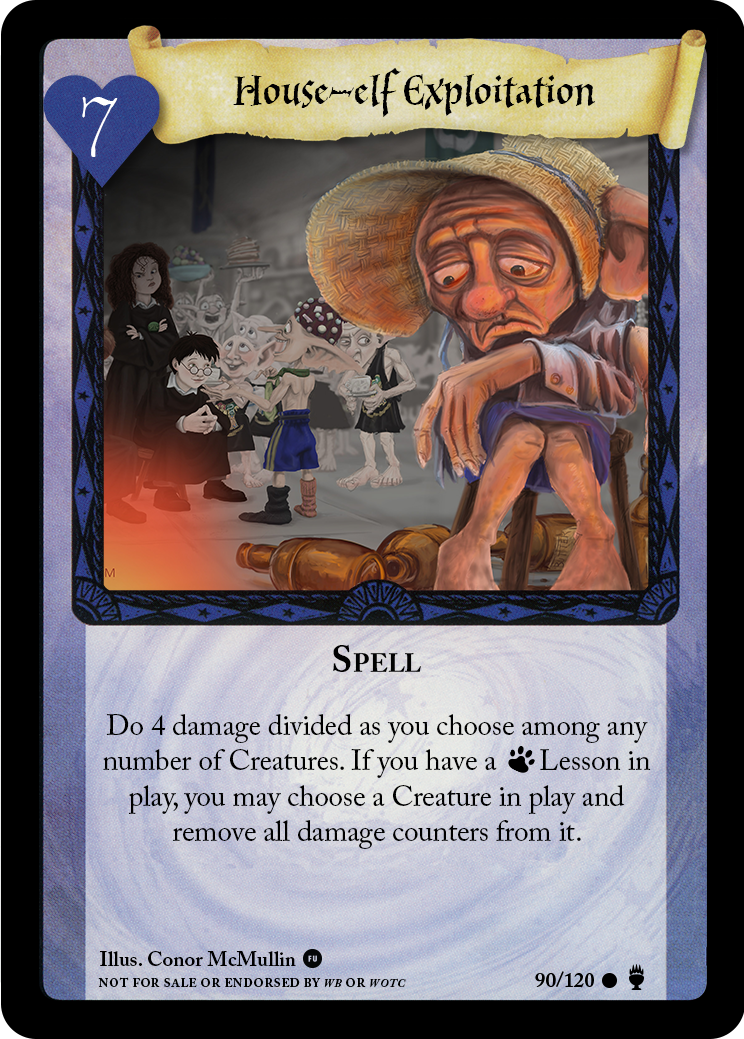 House-elf Exploitation
7
M
SPELL
Do 4 damage divided as you choose among any
number of Creatures. If you have a Lesson in
play, you may choose a Creature in play and
remove all damage counters from it.
Illus. Conor McMullin FU
NOT FOR SALE OR ENDORSED BY WB OR WOTC
90/120